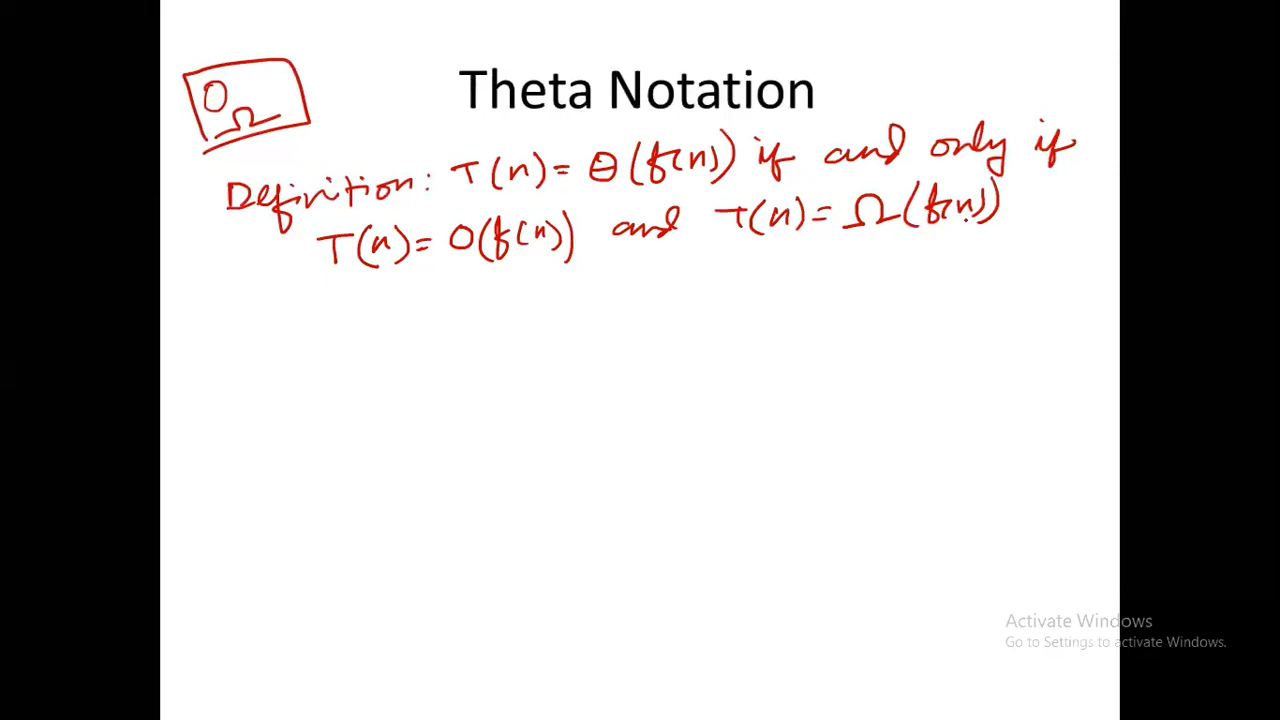 O
Ω
Theta Notation
Definition: T(n) = Θ(f(n)) if and only if
T(n) = O(f(n)) and T(n) = Ω(f(n))
Activate Windows
Go to Settings to activate Windows.